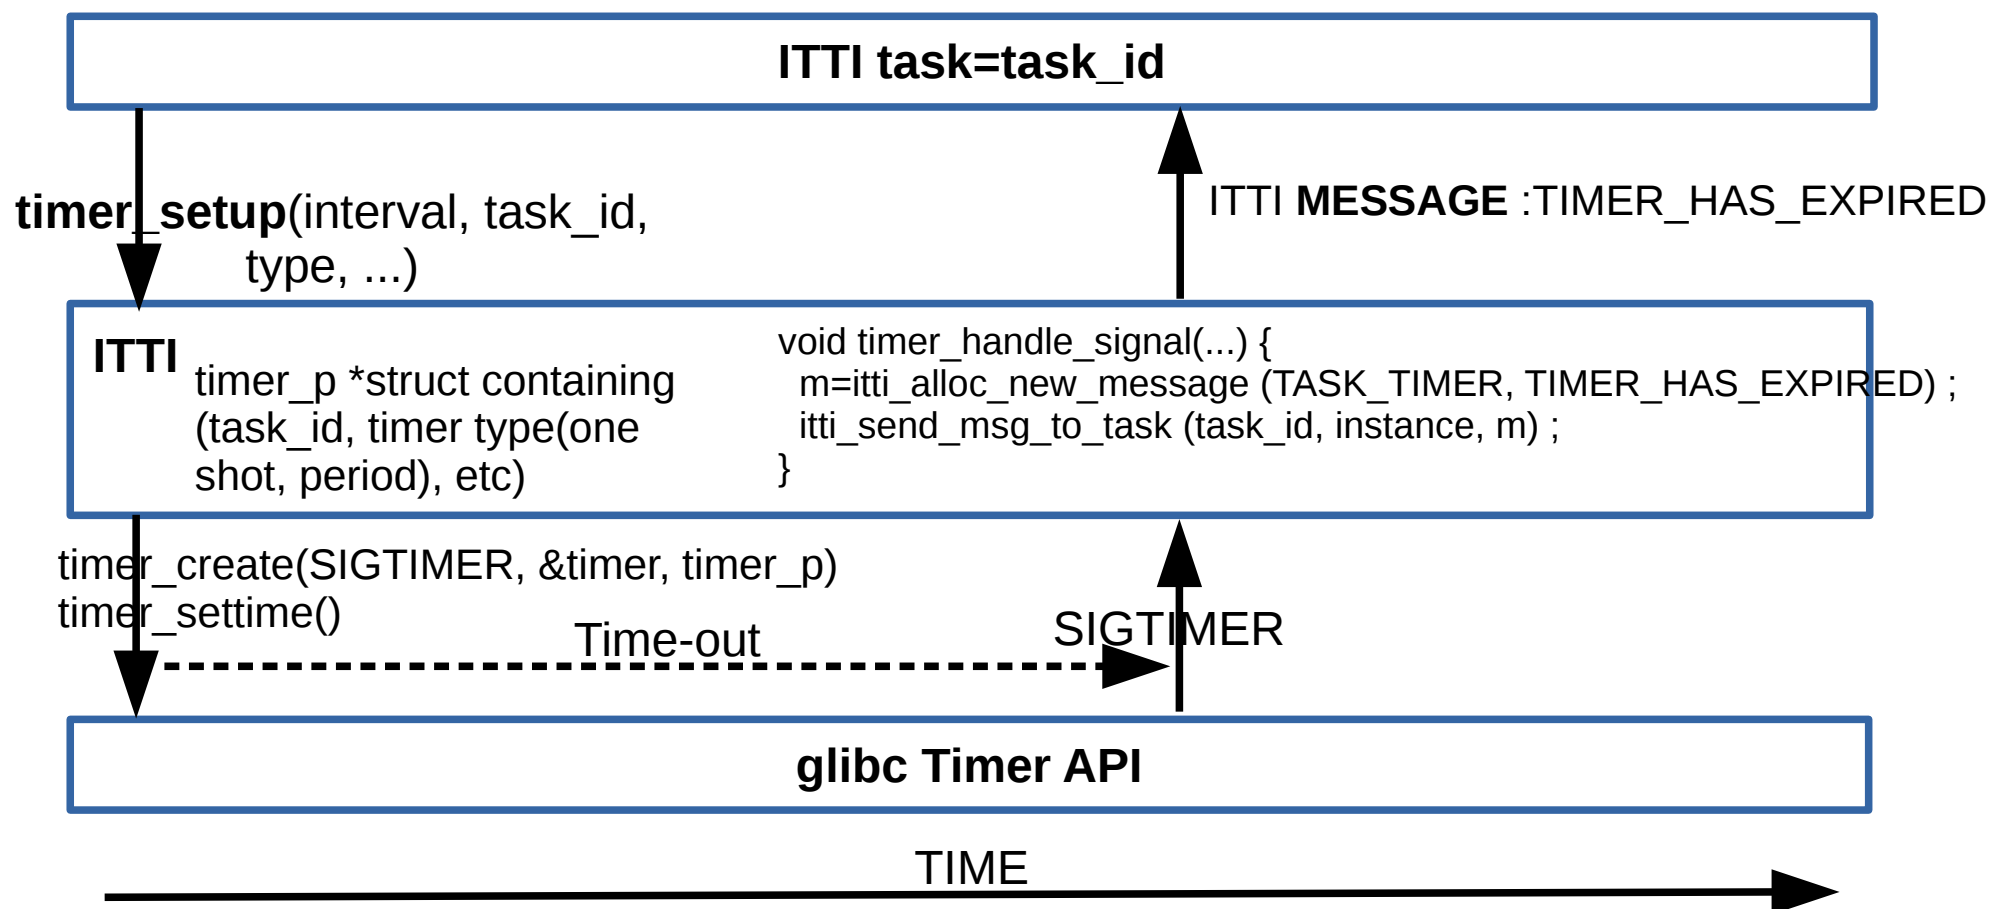 ITTI task=task_id
timer_setup(interval, task_id,
type, ...)
ITTI MESSAGE :TIMER_HAS_EXPIRED
ITTI
timer_p *struct containing
(task_id, timer type(one
shot, period), etc)
void timer_handle_signal(...) {
m=itti_alloc_new_message (TASK_TIMER, TIMER_HAS_EXPIRED) ;
itti_send_msg_to_task (task_id, instance, m) ;
}
timer_create(SIGTIMER, &timer, timer_p)
timer_settime()
Time-out
SIGTIMER
glibc Timer API
TIME